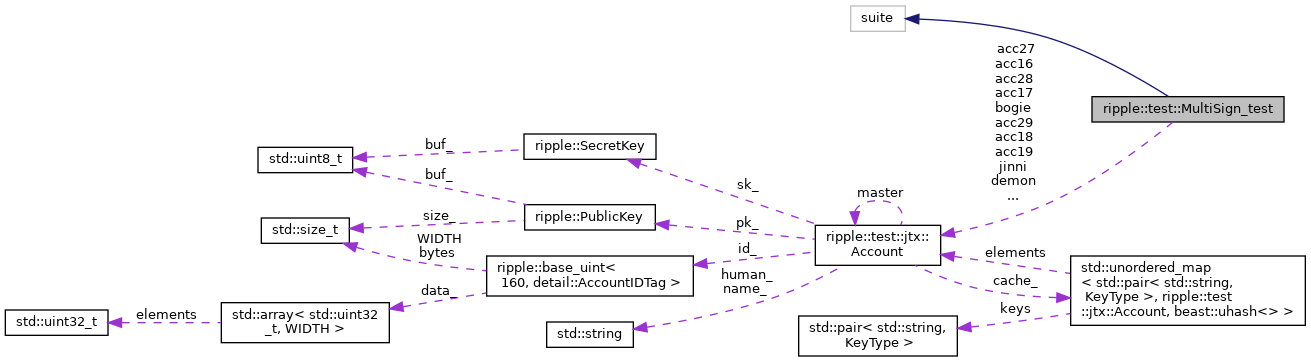 suite
acc27
acc16
acc28
acc17
bogie
acc29
acc18
acc19
jinni
demon
...
ripple::test::MultiSign_test
std::uint8_t
buf_
buf_
ripple::SecretKey
sk_
master
std::size_t
size_
ripple::PublicKey
pk_
WIDTH
bytes
id_
ripple::test::jtx::
Account
ripple::base_uint<
160, detail::AccountIDTag >
human_
name_
elements
cache_
keys
std::unordered_map
< std::pair< std::string,
KeyType >, ripple::test
::jtx::Account, beast::uhash<> >
data_
std::uint32_t
elements
std::array< std::uint32
_t, WIDTH >
std::string
std::pair< std::string,
KeyType >